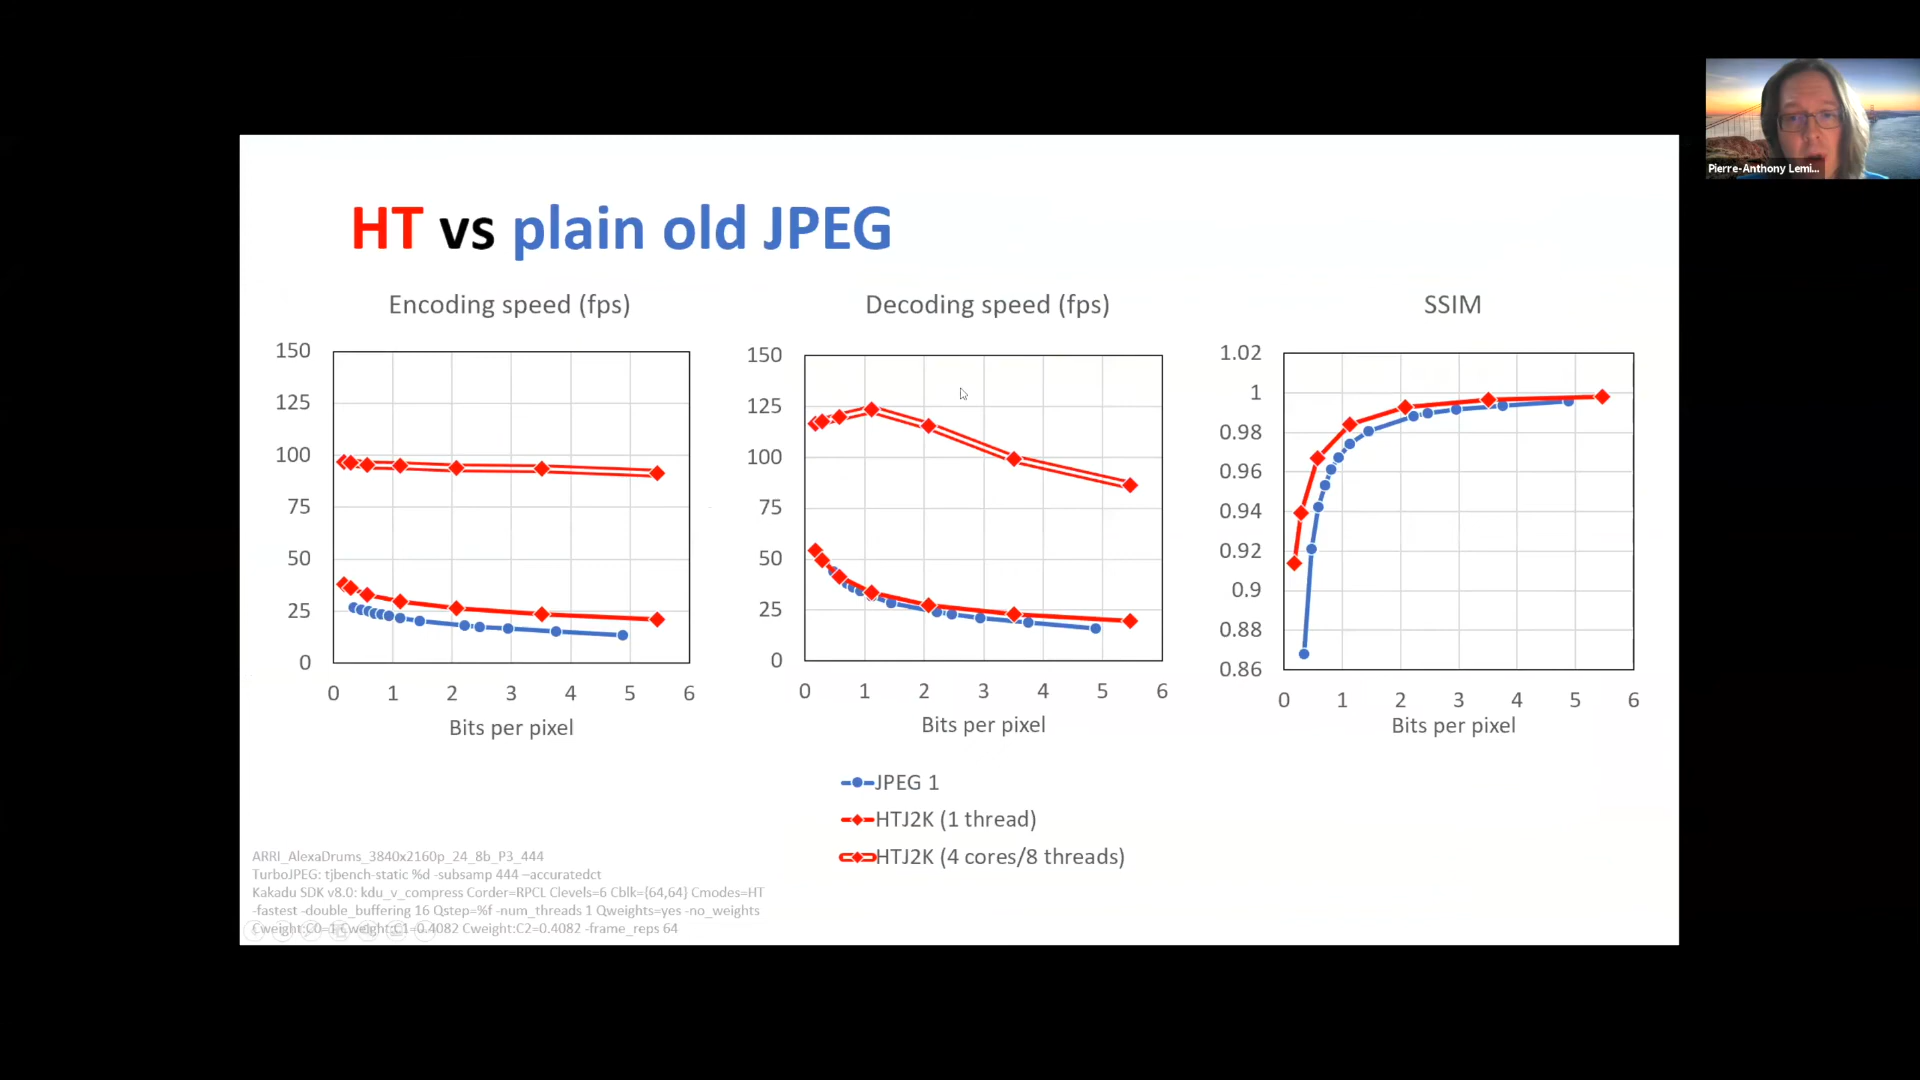 Pierre-Anthony Lemi...
HT vs plain old JPEG
Encoding speed (fps)
150
125
100
75
50
25
0
0 1 2 3 4 5 6
Bits per pixel
Decoding speed (fps)
150
125
100
75
50
25
0
0 1 2 3 4 5 6
Bits per pixel
SSIM
1.02
1
0.98
0.96
0.94
0.92
0.9
0.88
0.86
0 1 2 3 4 5 6
Bits per pixel
JPEG 1
HTJ2K (1 thread)
HTJ2K (4 cores/8 threads)
ARRI_AlexaDrums_3840x2160p_24_8b_P3_444
TurboJPEG: tjbench-static %d -subsamp 444 –accuratedct
Kakadu SDK v8.0: kdu_v_compress Corder=RPCL Clevels=6 Cblk={64,64} Cmodes=HT
-fastest -double_buffering 16 Qstep=%f -num_threads 1 Qweights=yes -no_weights
Cweight:C0=1 Cweight:C1=0.4082 Cweight:C2=0.4082 -frame_reps 64